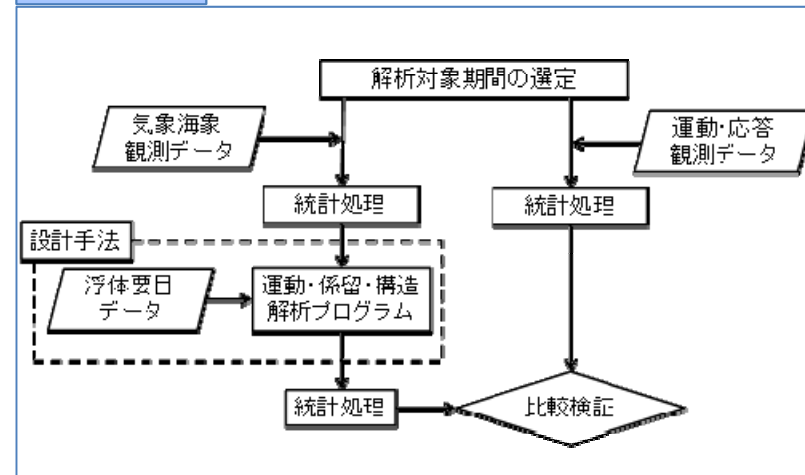 解析対象期間の選定
気象海象
観測データ
運動・応答
観測データ
統計処理
統計処理
設計手法
浮体要日
データ
運動・係留・構造
解析プログラム
統計処理
比較検証